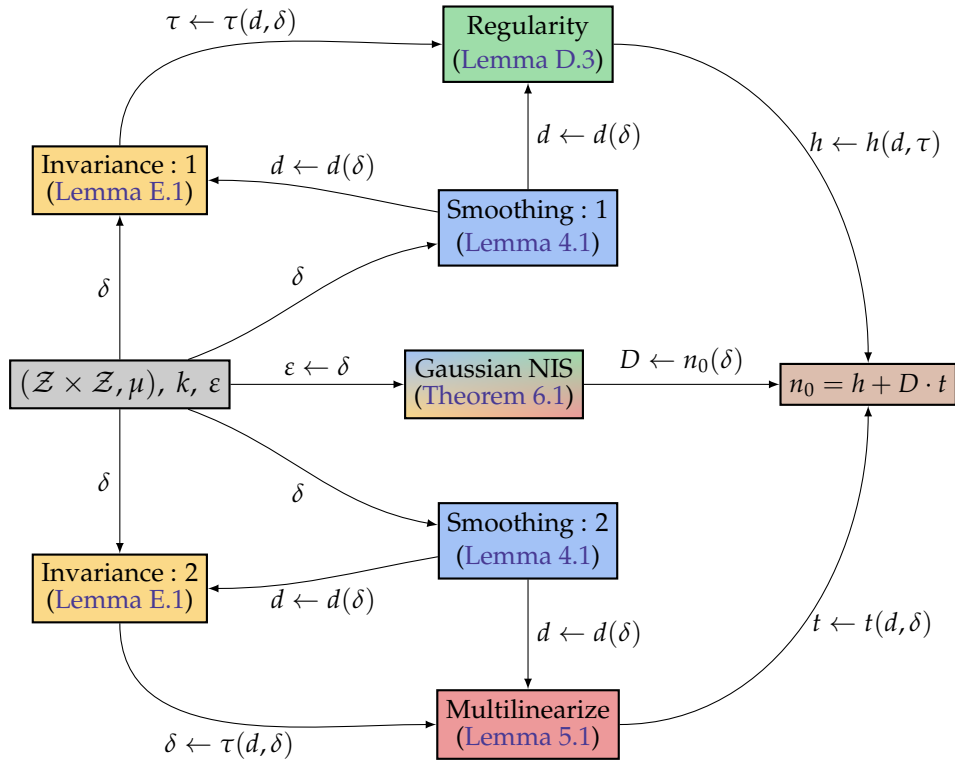 τ ← τ(d, δ)
Regularity
(Lemma D.3)
d ← d(δ)
h ← h(d, τ)
Invariance : 1
(Lemma E.1)
d ← d(δ)
Smoothing : 1
(Lemma 4.1)
δ
δ
(𝒵 × 𝒵, μ), k, ε
ε ← δ
Gaussian NIS
(Theorem 6.1)
D ← n₀(δ)
n₀ = h + D · t
δ
δ
Smoothing : 2
(Lemma 4.1)
Invariance : 2
(Lemma E.1)
d ← d(δ)
d ← d(δ)
t ← t(d, δ)
δ ← τ(d, δ)
Multilinearize
(Lemma 5.1)